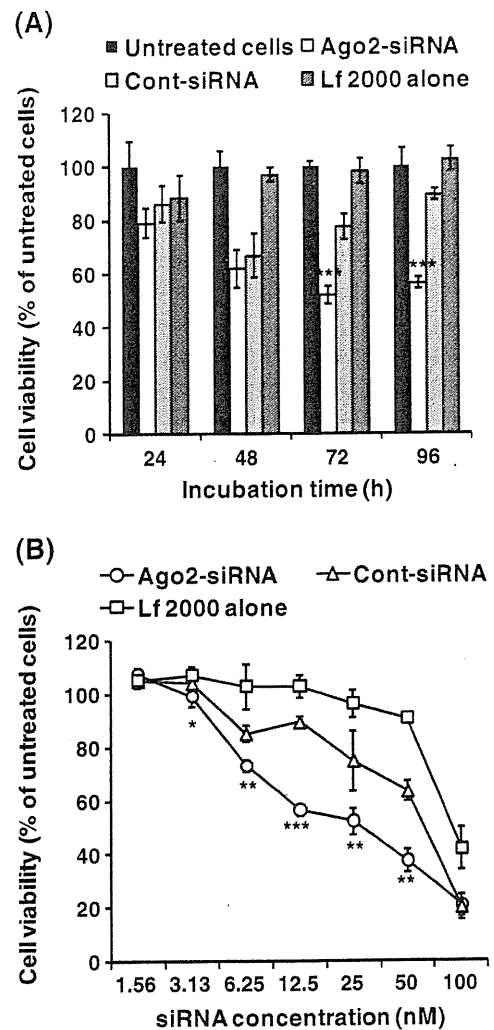 (A)
Untreated cells Ago2-siRNA
Cont-siRNA Lf 2000 alone
Cell viability (% of untreated cells)
120
100
80
60
40
20
0
*** ***
24 48 72 96
Incubation time (h)
(B)
Ago2-siRNA Cont-siRNA
Lf 2000 alone
Cell viability (% of untreated cells)
120
100
80
60
40
20
0
*
**
***
**
**
1.56 3.13 6.25 12.5 25 50 100
siRNA concentration (nM)